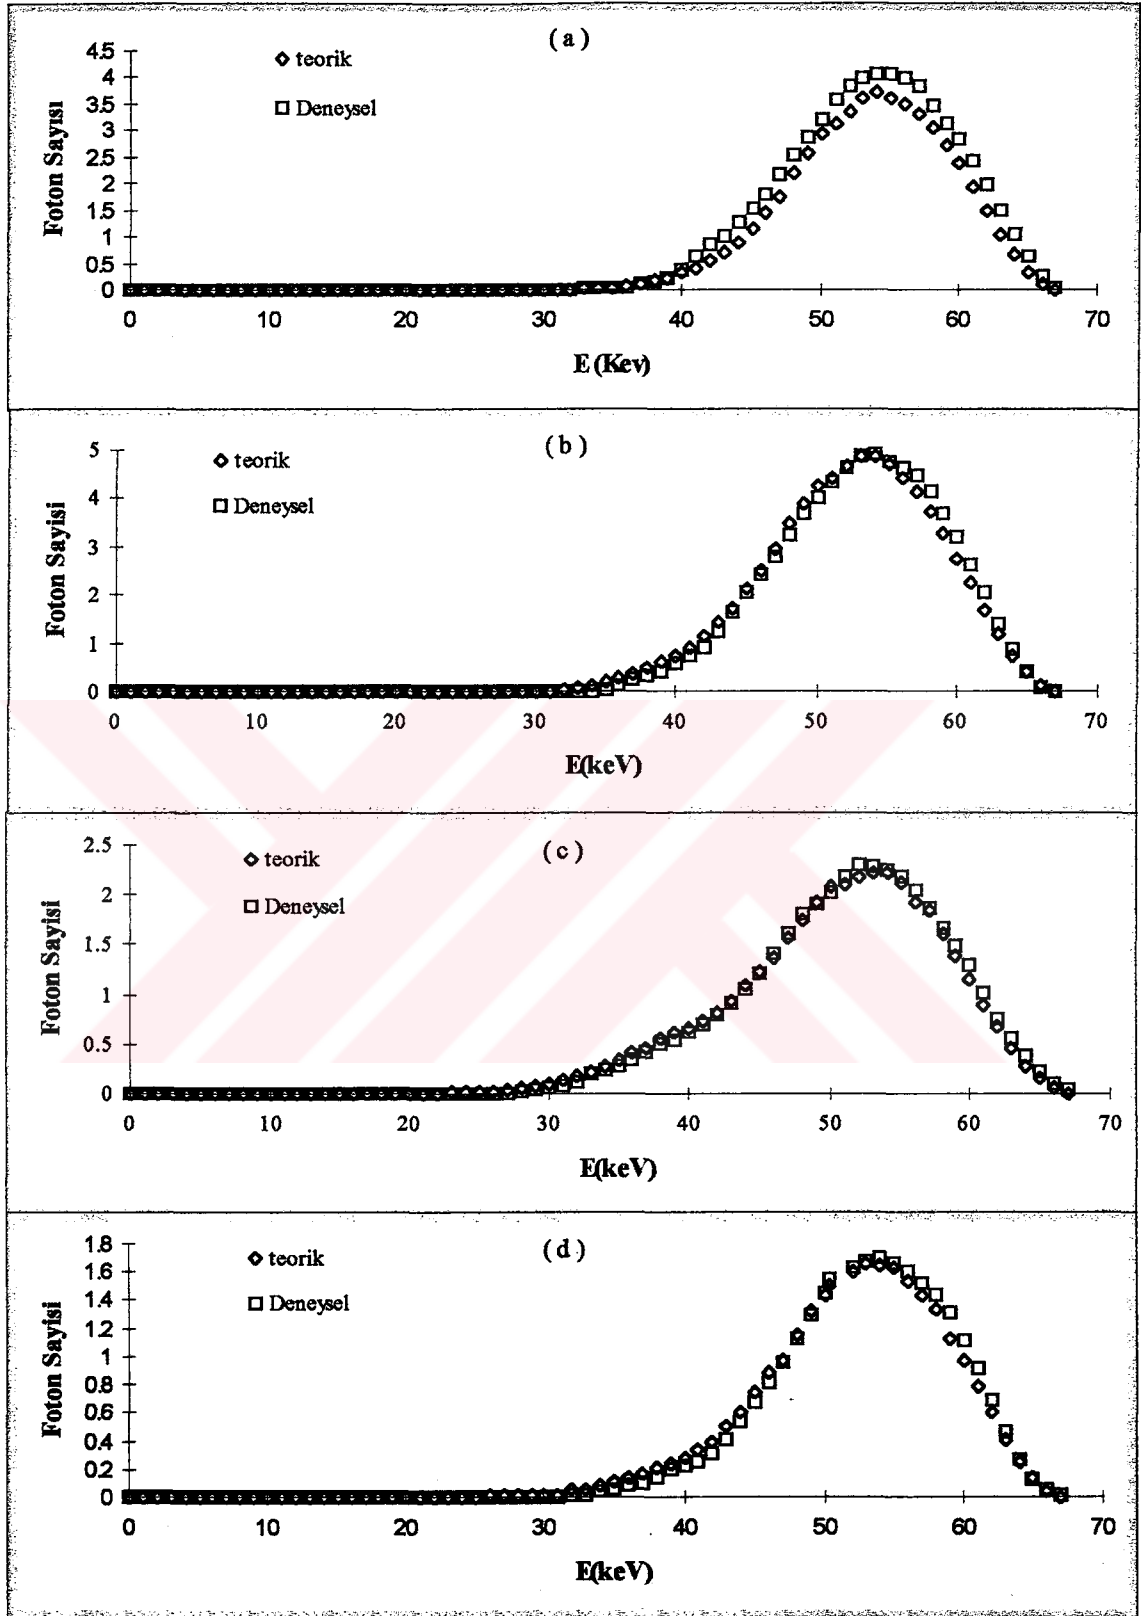 ( a )
◇ teorik
□ Deneysel
Foton Sayısı
4.5
4
3.5
3
2.5
2
1.5
1
0.5
0
0 10 20 30 40 50 60 70
E (Kev)
( b )
◇ teorik
□ Deneysel
Foton Sayisi
5
4
3
2
1
0
0 10 20 30 40 50 60 70
E(keV)
( c )
◇ teorik
□ Deneysel
Foton Sayisi
2.5
2
1.5
1
0.5
0
0 10 20 30 40 50 60 70
E(keV)
( d )
◇ teorik
□ Deneysel
Foton Sayisi
1.8
1.6
1.4
1.2
1
0.8
0.6
0.4
0.2
0
0 10 20 30 40 50 60 70
E(keV)